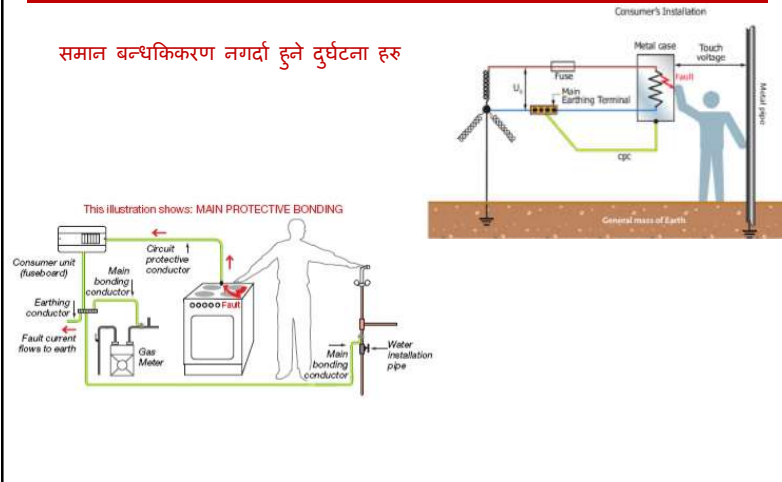 समान बन्धकिकरण नगर्दा हुने दुर्घटना हरु
Consumer's Installation
Metal case
Touch
voltage
Fuse
Fault
Uo
Main
Earthing Terminal
Metal pipe
cpc
General mass of Earth
This illustration shows: MAIN PROTECTIVE BONDING
Consumer unit
(fuseboard)
Circuit
protective
conductor
Main
bonding
conductor
Earthing
conductor
Fault
Fault current
flows to earth
Gas
Meter
Main
bonding
conductor
Water
installation
pipe